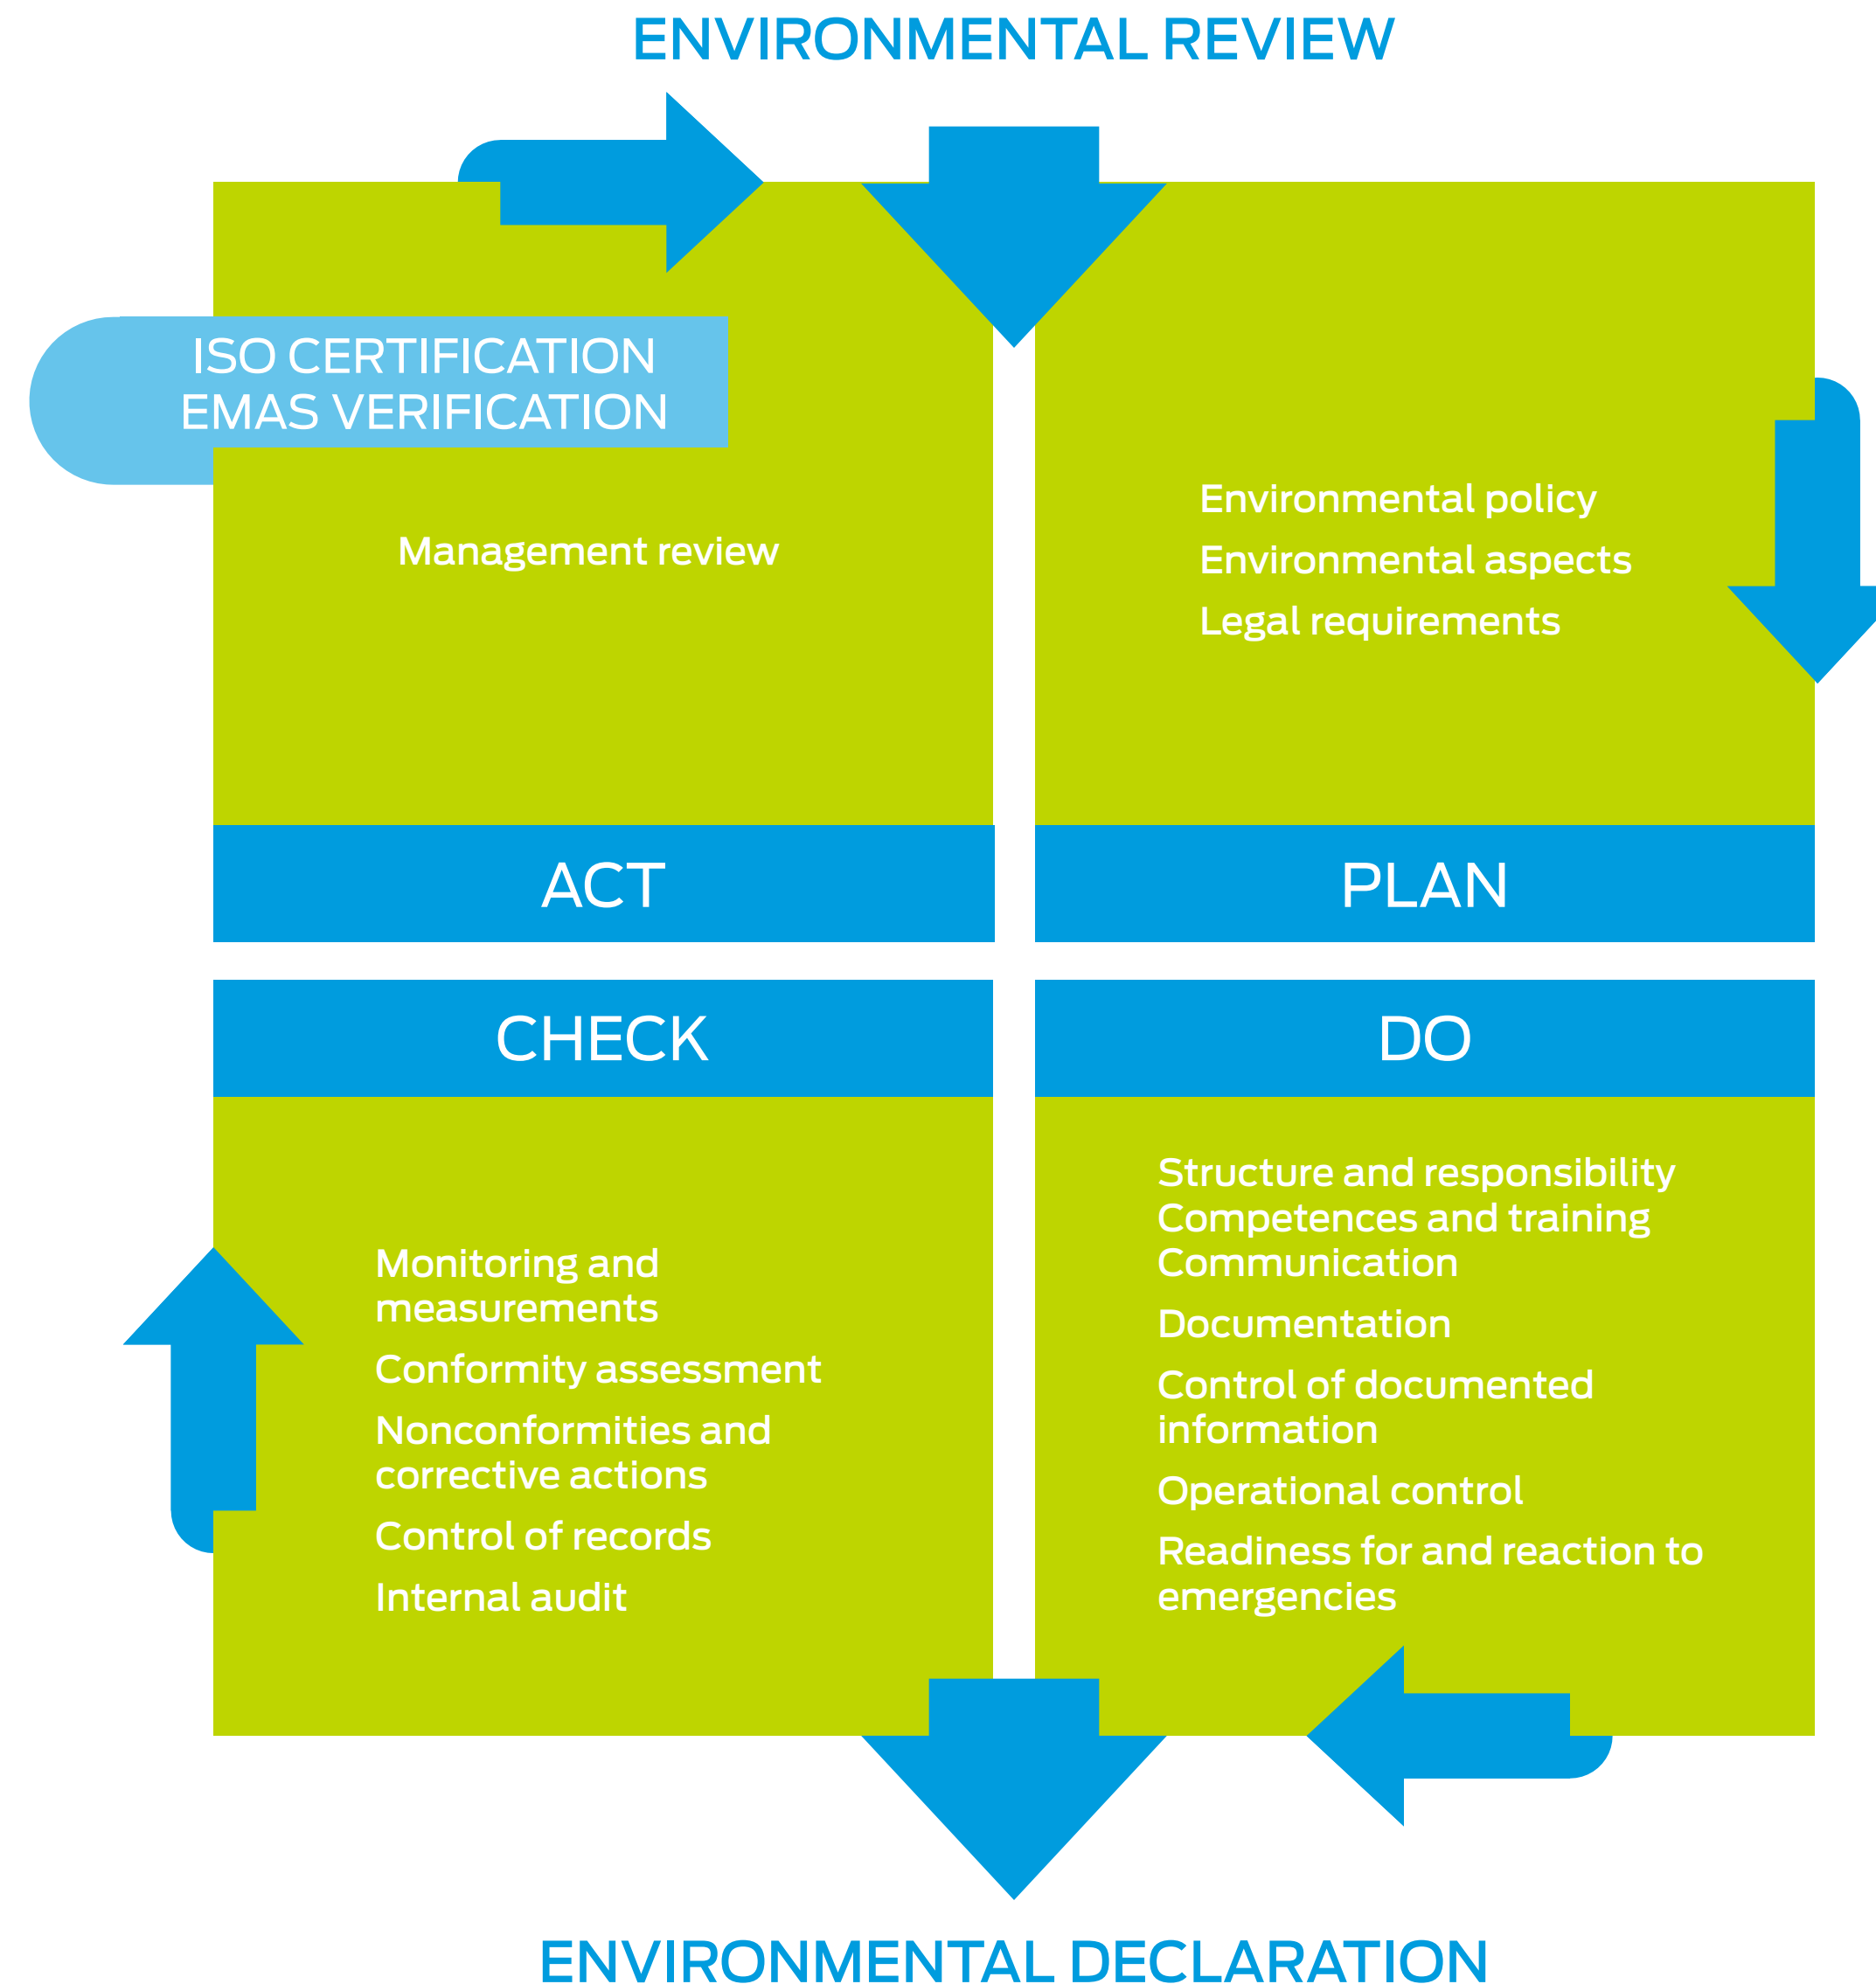 ENVIRONMENTAL REVIEW
ISO CERTIFICATION
EMAS VERIFICATION
Management review
Environmental policy
Environmental aspects
Legal requirements
ACT
PLAN
CHECK
DO
Monitoring and
measurements
Conformity assessment
Nonconformities and
corrective actions
Control of records
Internal audit
Structure and responsibility
Competences and training
Communication
Documentation
Control of documented
information
Operational control
Readiness for and reaction to
emergencies
ENVIRONMENTAL DECLARATION